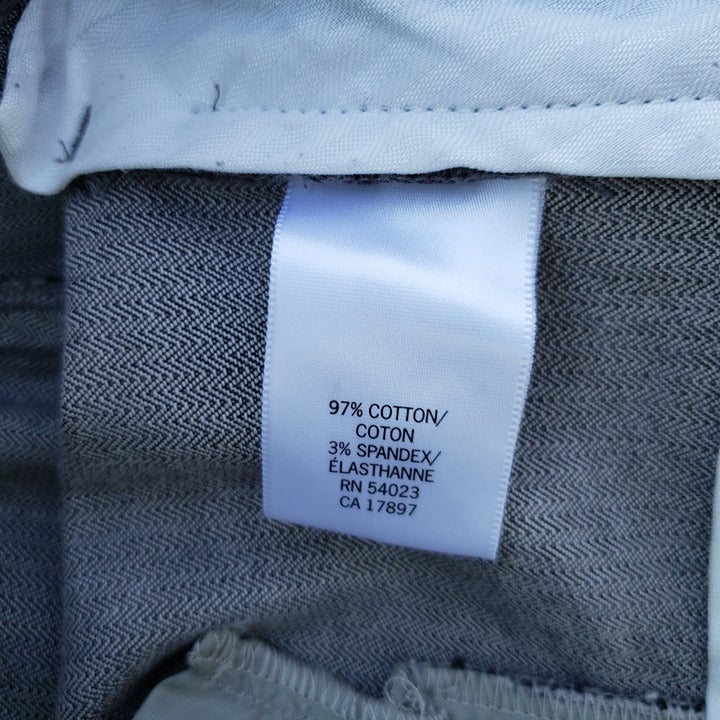 97% COTTON/
COTON
3% SPANDEX/
ÉLASTHANNE
RN 54023
CA 17897